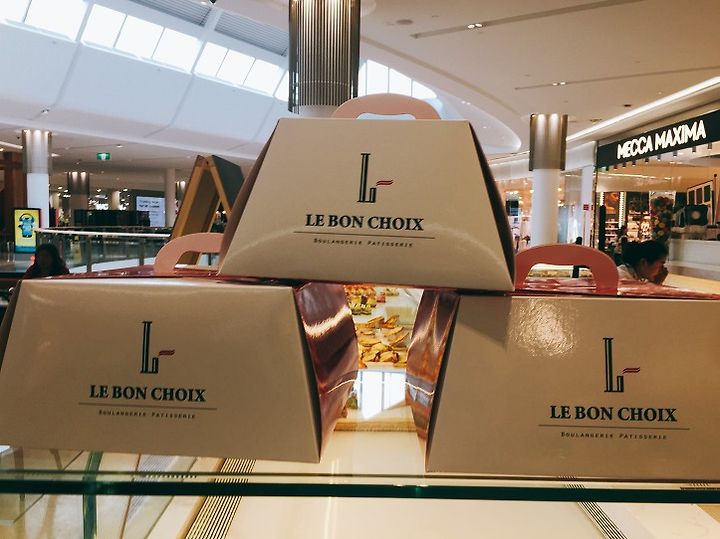 MECCA MAXIMA
L
LE BON CHOIX
BOULANGERIE PATISSERIE
L
LE BON CHOIX
BOULANGERIE PATISSERIE
L
LE BON CHOIX
BOULANGERIE PATISSERIE